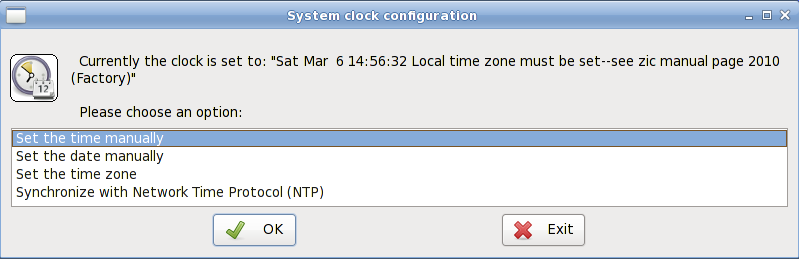 System clock configuration
Currently the clock is set to: "Sat Mar  6 14:56:32 Local time zone must be set--see zic manual page 2010
(Factory)"
12
Please choose an option:
Set the time manually
Set the date manually
Set the time zone
Synchronize with Network Time Protocol (NTP)
OK
Exit